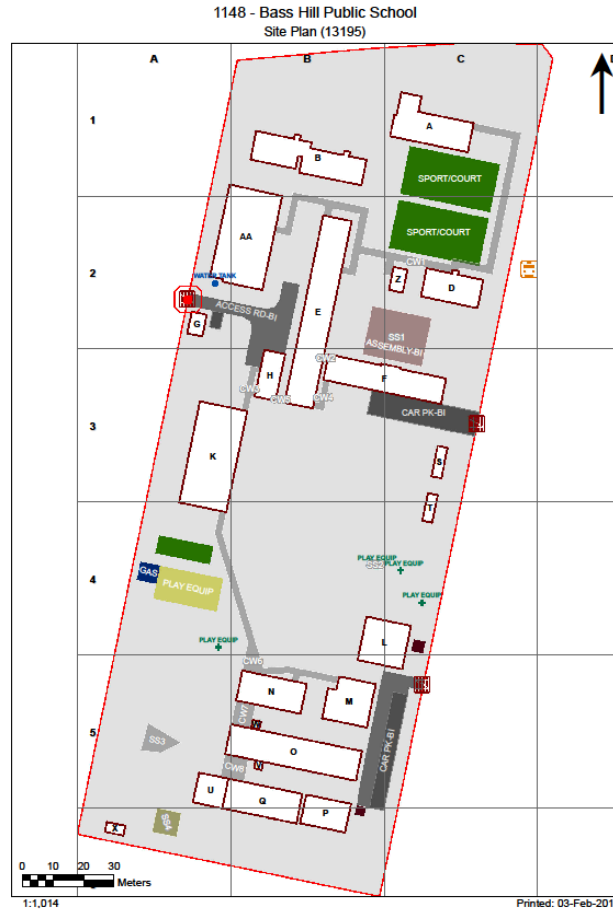 1148 - Bass Hill Public School
Site Plan (13195)
A B C
1
A
B
SPORT/COURT
SPORT/COURT
AA
CW1
2
WATER TANK
Z
D
ACCESS RD-BI
E
G
SS1
ASSEMBLY-BI
CW2
H
F
CW3
CW4
CAR PK-BI
3
K
S
T
PLAY EQUIP
SS2
PLAY EQUIP
4
GAS
PLAY EQUIP
PLAY EQUIP
PLAY EQUIP
L
CW6
N
M
CW7
W
5
SS3
O
CAR PK-BI
CW8
V
U
Q
P
SS4
X
0 10 20 30
Meters
1:1,014
Printed: 03-Feb-201